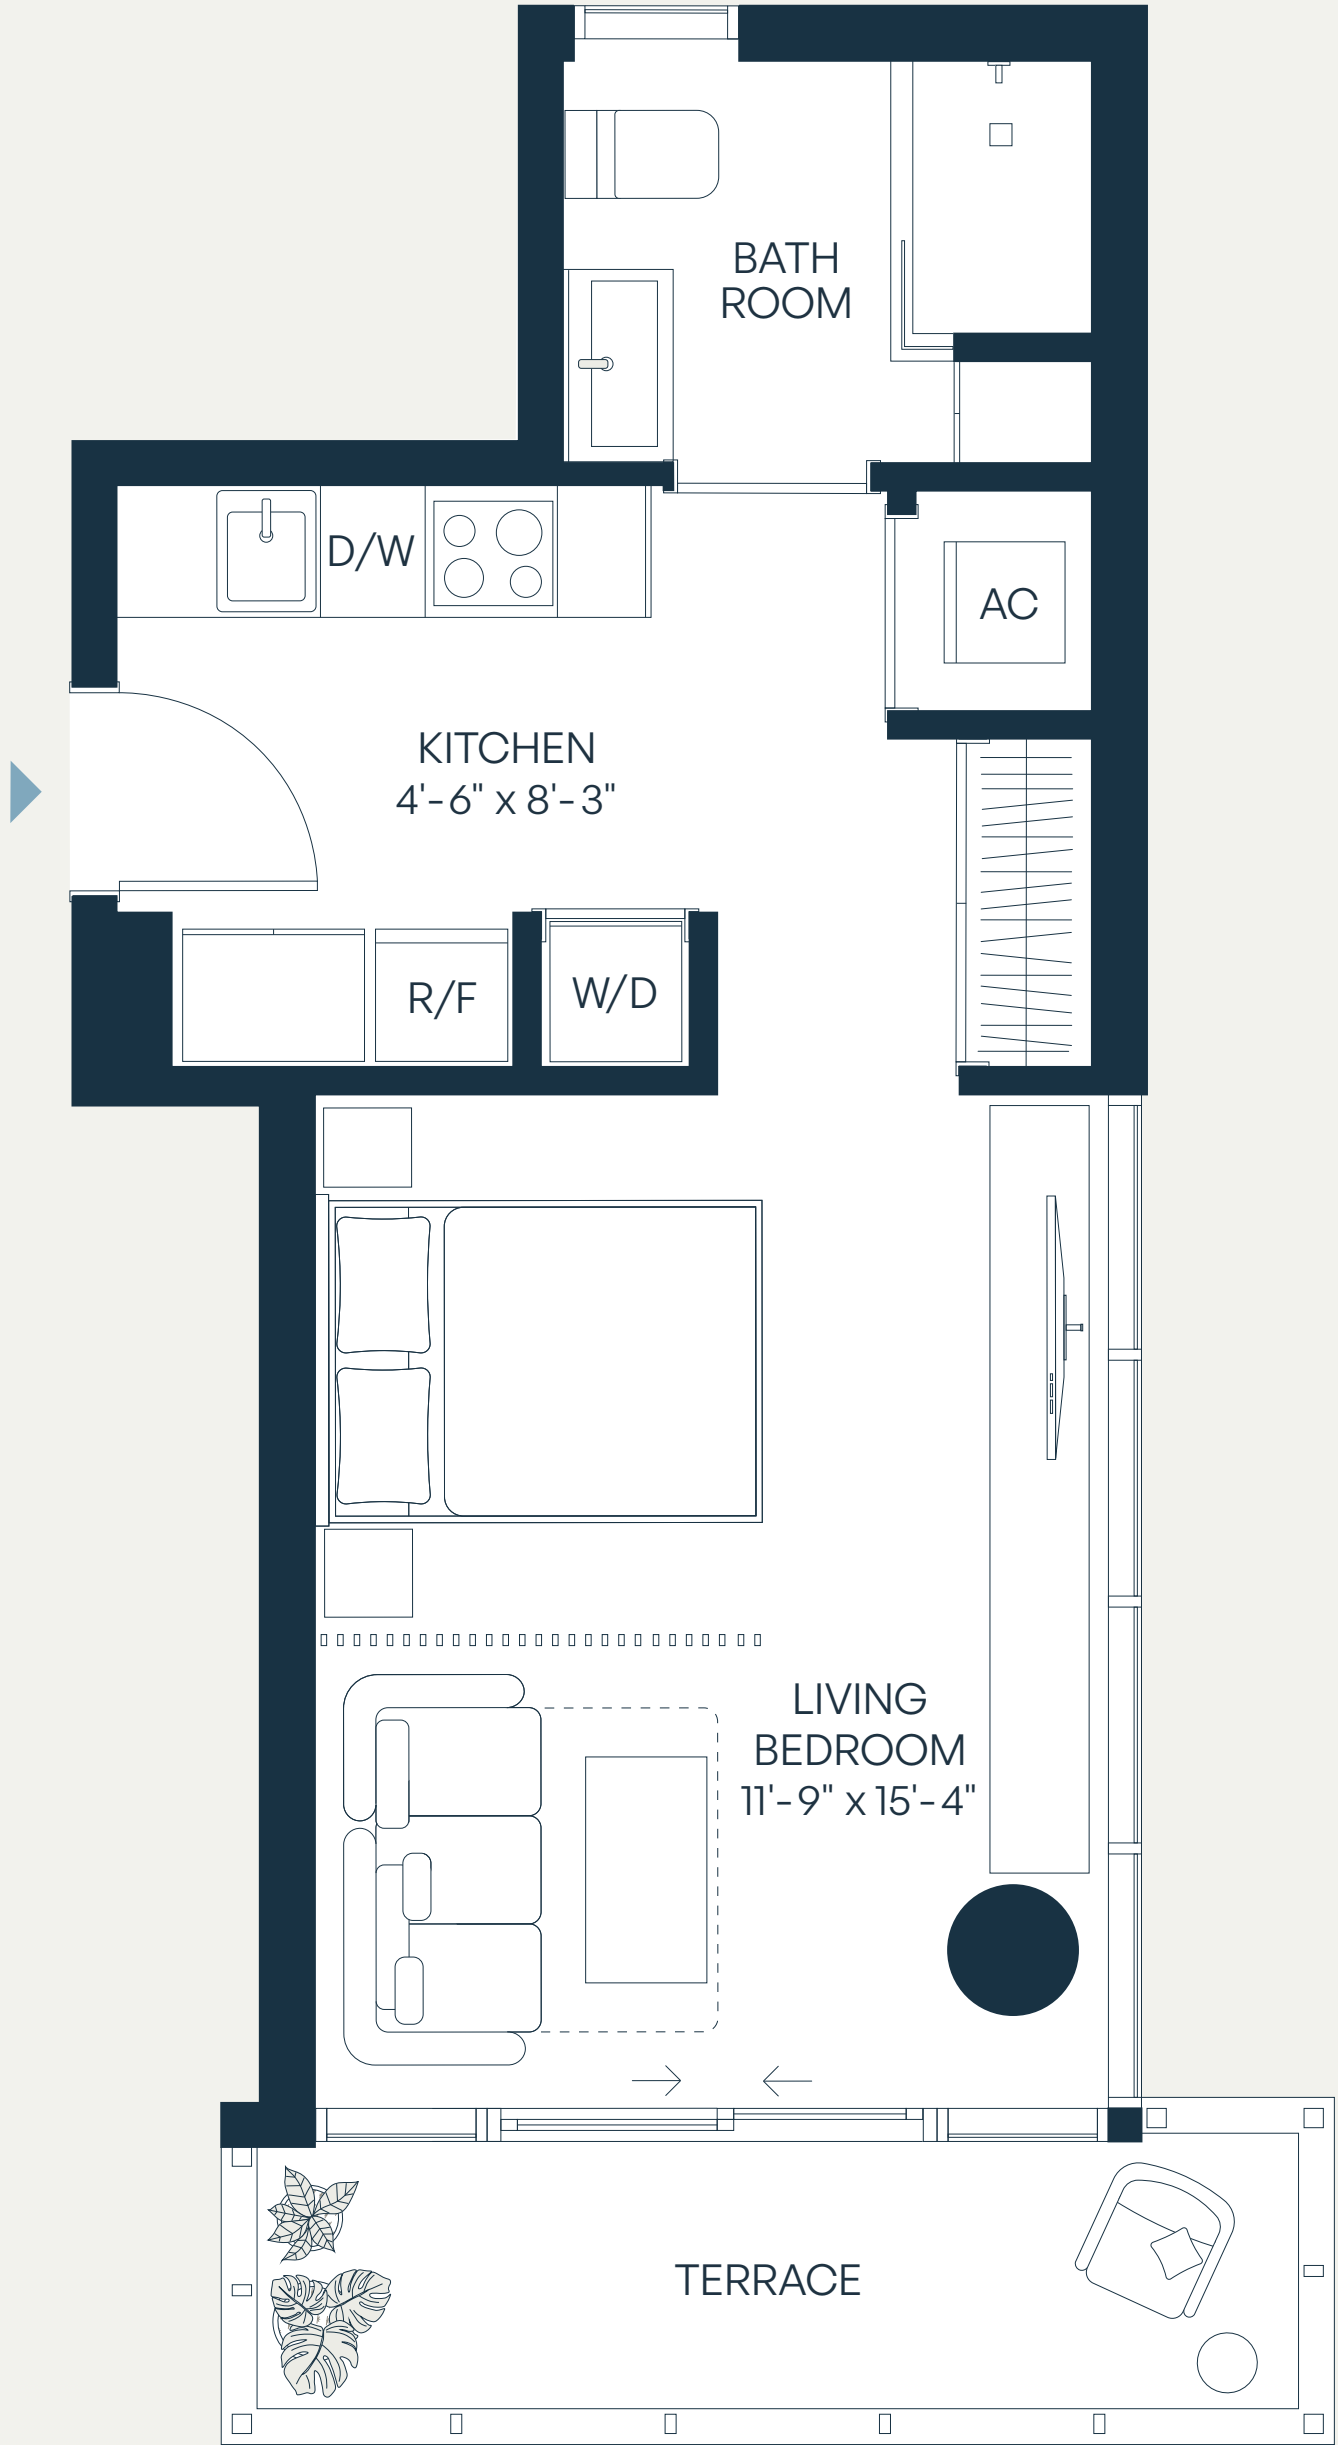 BATH
ROOM
D/W
AC
KITCHEN
4'-6" x 8'-3"
R/F
W/D
LIVING
BEDROOM
11'-9" x 15'-4"
TERRACE